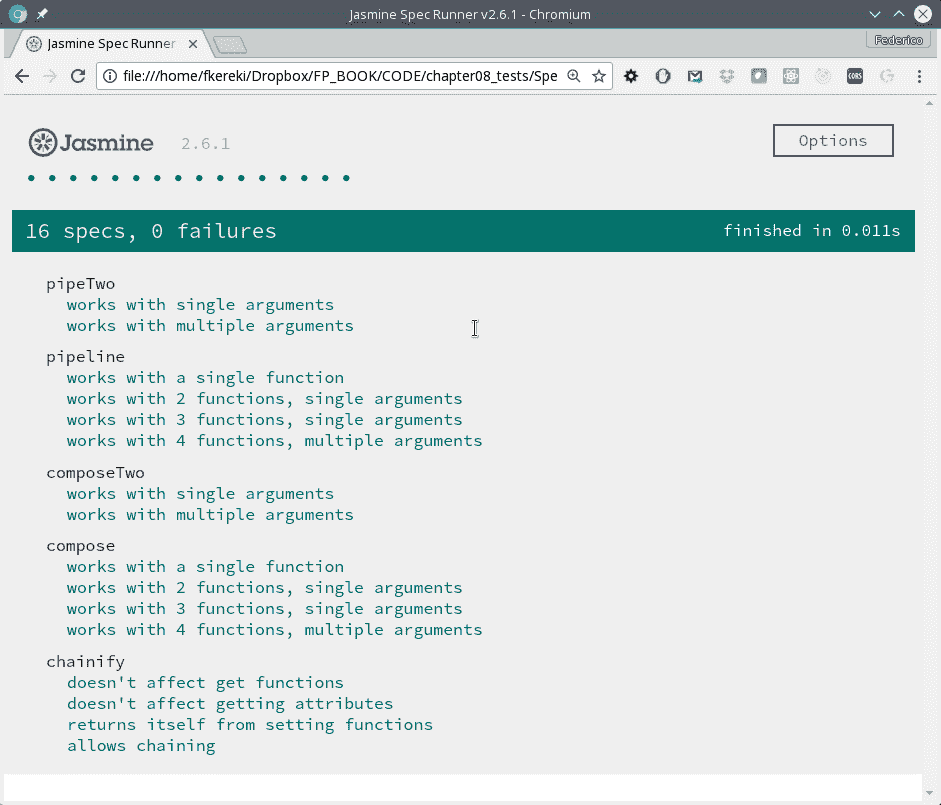 Jasmine Spec Runner v2.6.1 - Chromium
Jasmine Spec Runner
Federico
file:///home/fkereki/Dropbox/FP_BOOK/CODE/chapter08_tests/Spe
CORS
Jasmine 2.6.1
Options
16 specs, 0 failures
finished in 0.011s
pipeTwo
works with single arguments
works with multiple arguments
pipeline
works with a single function
works with 2 functions, single arguments
works with 3 functions, single arguments
works with 4 functions, multiple arguments
composeTwo
works with single arguments
works with multiple arguments
compose
works with a single function
works with 2 functions, single arguments
works with 3 functions, single arguments
works with 4 functions, multiple arguments
chainify
doesn't affect get functions
doesn't affect getting attributes
returns itself from setting functions
allows chaining